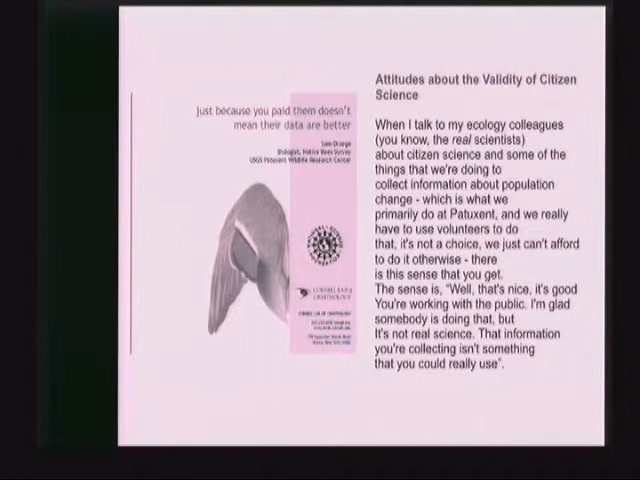 Just because you paid them doesn't
mean their data are better
Sam Droege
Biologist, Native Bees Survey
USGS Patuxent Wildlife Research Center
CORNELL LAB of
ORNITHOLOGY
CORNELL LAB OF ORNITHOLOGY
Attitudes about the Validity of Citizen
Science
When I talk to my ecology colleagues
(you know, the real scientists)
about citizen science and some of the
things that we're doing to
collect information about population
change - which is what we
primarily do at Patuxent, and we really
have to use volunteers to do
that, it's not a choice, we just can't afford
to do it otherwise - there
is this sense that you get.
The sense is, "Well, that's nice, it's good
You're working with the public. I'm glad
somebody is doing that, but
It's not real science. That information
you're collecting isn't something
that you could really use".